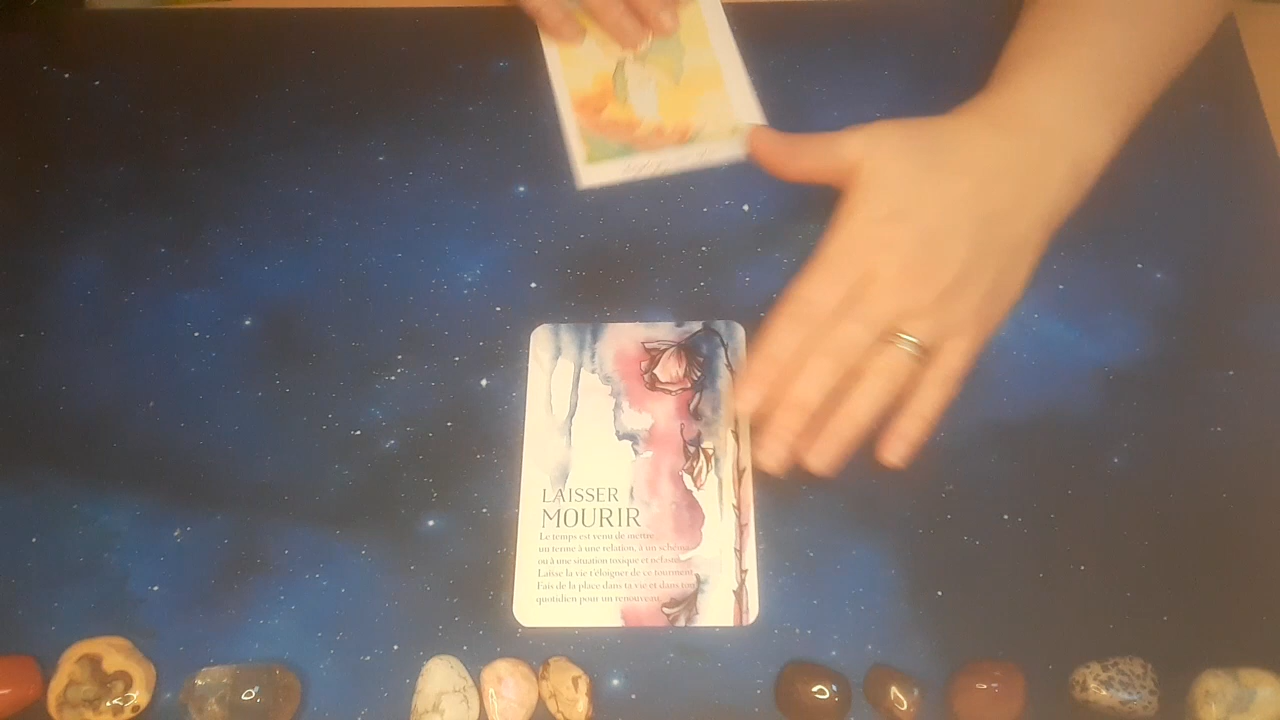 LAISSER
MOURIR
Le temps est venu de mettre
un terme à une relation, à un schéma
ou à une situation toxique et néfaste.
Laisse la vie t'éloigner de ce tourment.
Fais de la place dans ta vie et dans ton
quotidien pour un renouveau.